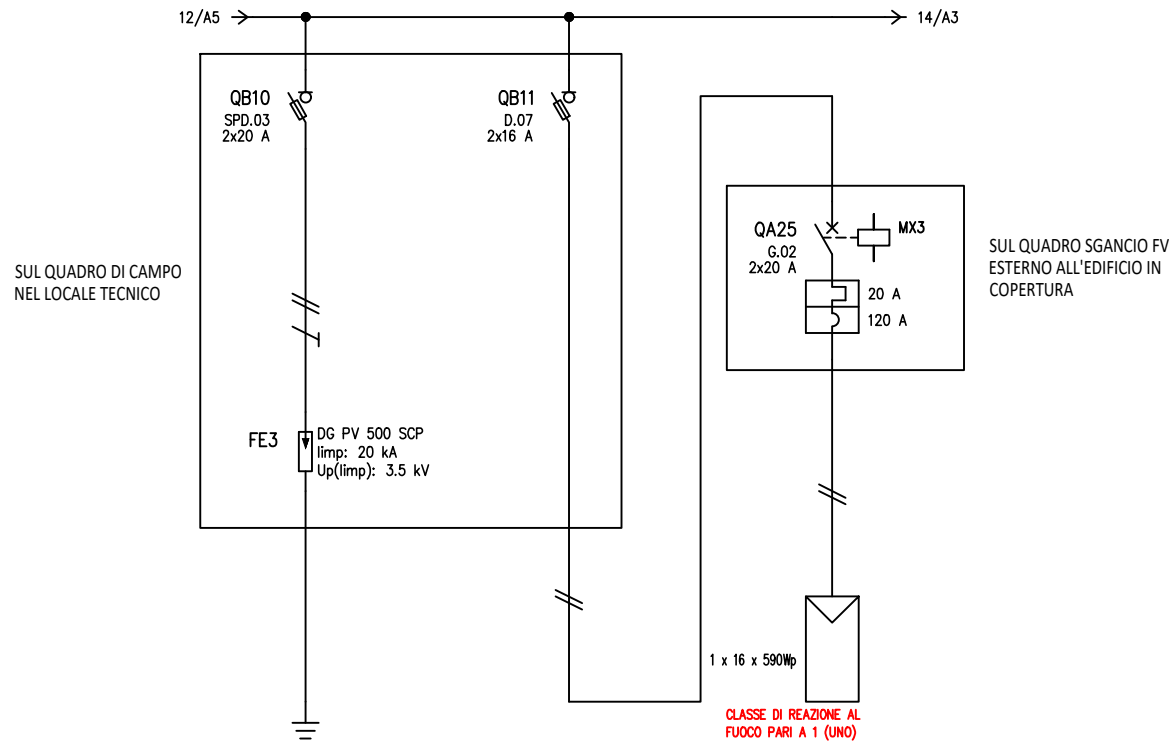 12/A5
14/A3
QB10
SPD.03
2x20 A
QB11
D.07
2x16 A
SUL QUADRO DI CAMPO
NEL LOCALE TECNICO
FE3
DG PV 500 SCP
Iimp: 20 kA
Up(Iimp): 3.5 kV
QA25
G.02
2x20 A
MX3
20 A
120 A
SUL QUADRO SGANCIO FV
ESTERNO ALL'EDIFICIO IN
COPERTURA
1 x 16 x 590Wp
CLASSE DI REAZIONE AL
FUOCO PARI A 1 (UNO)